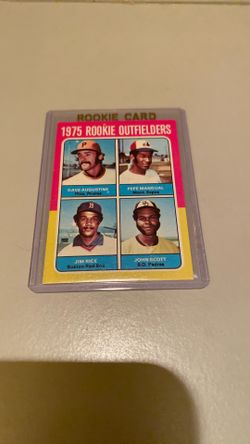 ROOKIE CARD
1975 ROOKIE OUTFIELDERS
DAVE AUGUSTINE
PEPE MANGUAL
JIM RICE
Boston Red Sox
JOHN SCOTT
S.D. Padres